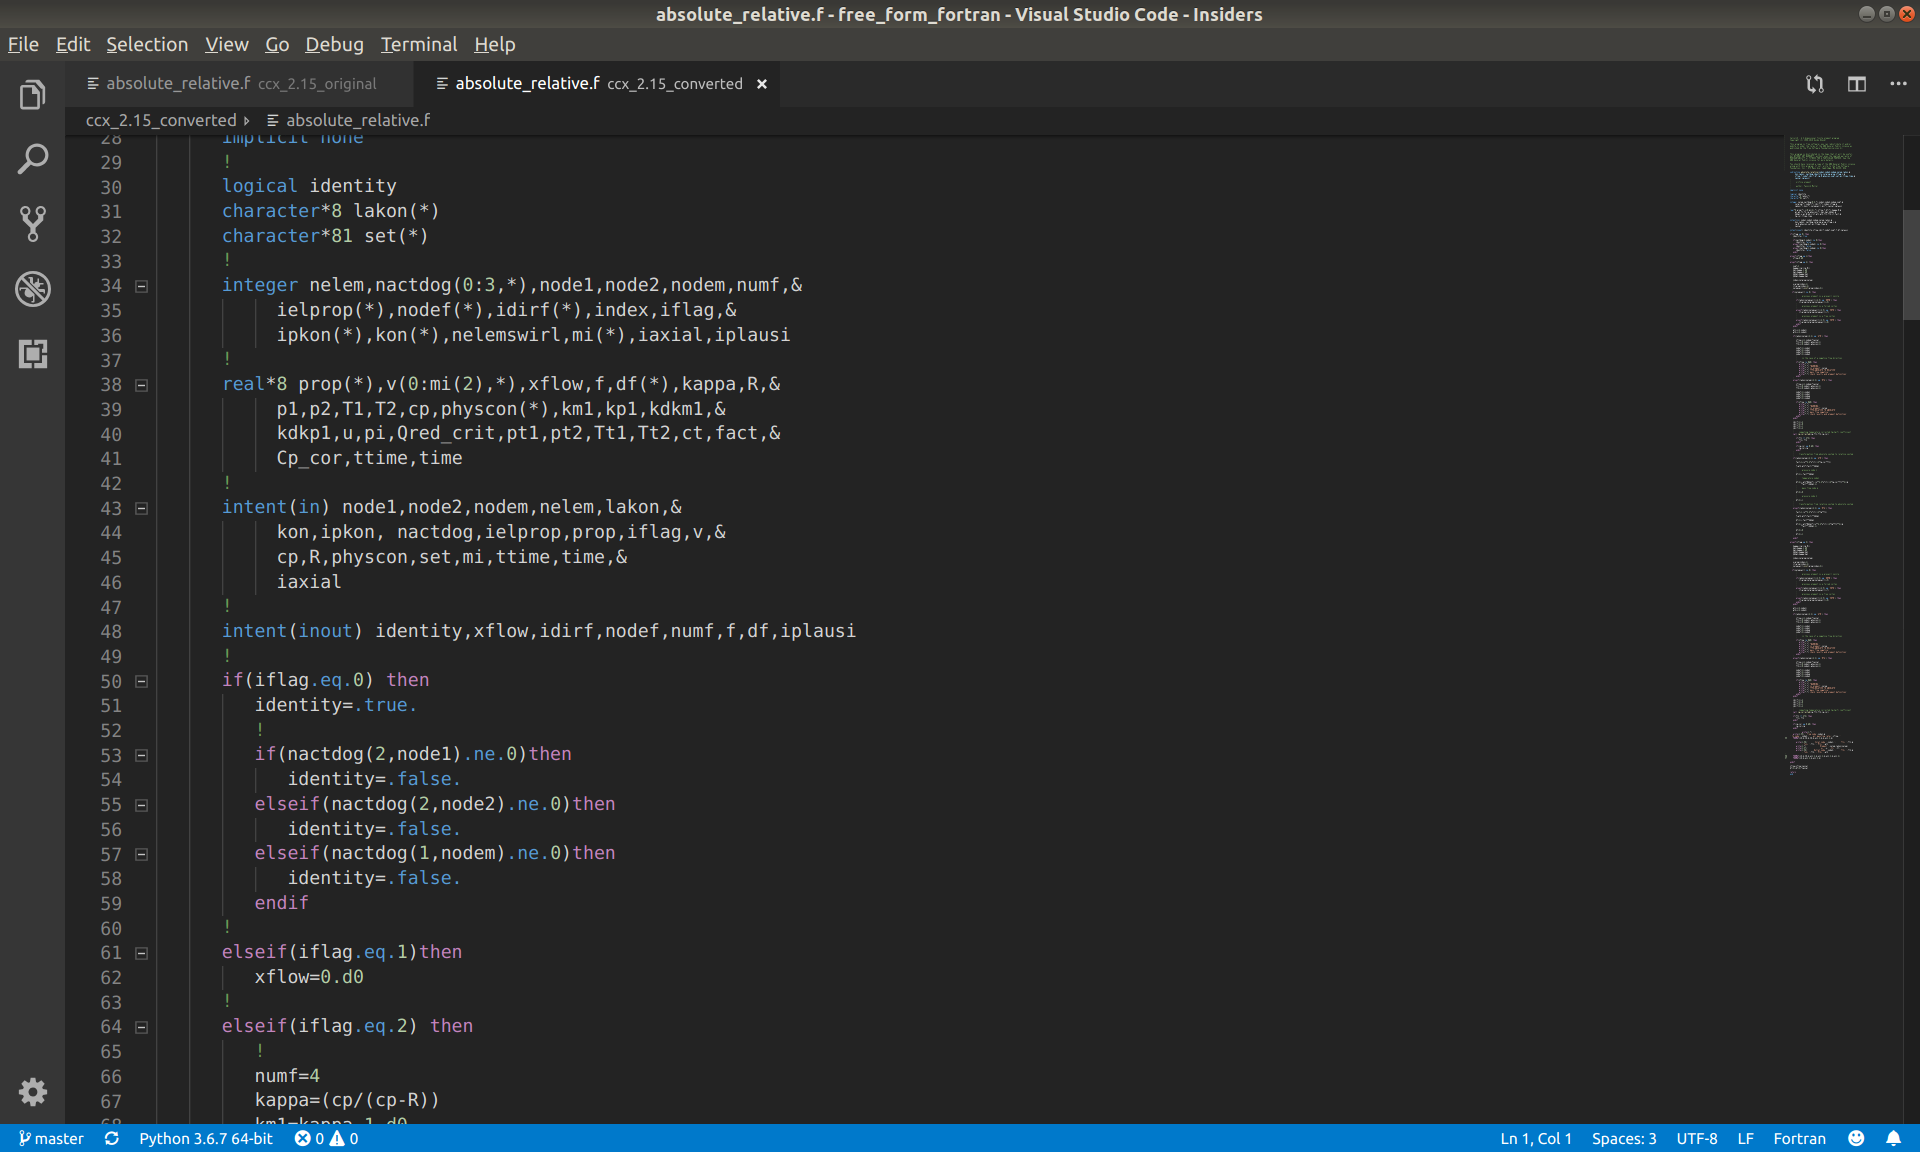 absolute_relative.f - free_form_fortran - Visual Studio Code - Insiders
File Edit Selection View Go Debug Terminal Help
absolute_relative.f ccx_2.15_original absolute_relative.f ccx_2.15_converted
ccx_2.15_converted absolute_relative.f
28 implicit none
29 !
30 logical identity
31 character*8 lakon(*)
32 character*81 set(*)
33 !
34 integer nelem,nactdog(0:3,*),node1,node2,nodem,numf,&
35 ielprop(*),nodef(*),idirf(*),index,iflag,&
36 ipkon(*),kon(*),nelemswirl,mi(*),iaxial,iplausi
37 !
38 real*8 prop(*),v(0:mi(2),*),xflow,f,df(*),kappa,R,&
39 p1,p2,T1,T2,cp,physcon(*),km1,kp1,kdkm1,&
40 kdkp1,u,pi,Qred_crit,pt1,pt2,Tt1,Tt2,ct,fact,&
41 Cp_cor,ttime,time
42 !
43 intent(in) node1,node2,nodem,nelem,lakon,&
44 kon,ipkon, nactdog,ielprop,prop,iflag,v,&
45 cp,R,physcon,set,mi,ttime,time,&
46 iaxial
47 !
48 intent(inout) identity,xflow,idirf,nodef,numf,f,df,iplausi
49 !
50 if(iflag.eq.0) then
51 identity=.true.
52 !
53 if(nactdog(2,node1).ne.0)then
54 identity=.false.
55 elseif(nactdog(2,node2).ne.0)then
56 identity=.false.
57 elseif(nactdog(1,nodem).ne.0)then
58 identity=.false.
59 endif
60 !
61 elseif(iflag.eq.1)then
62 xflow=0.d0
63 !
64 elseif(iflag.eq.2) then
65 !
66 numf=4
67 kappa=(cp/(cp-R))
68 km1=kappa-1.d0
master Python 3.6.7 64-bit 0 0 Ln 1, Col 1 Spaces: 3 UTF-8 LF Fortran